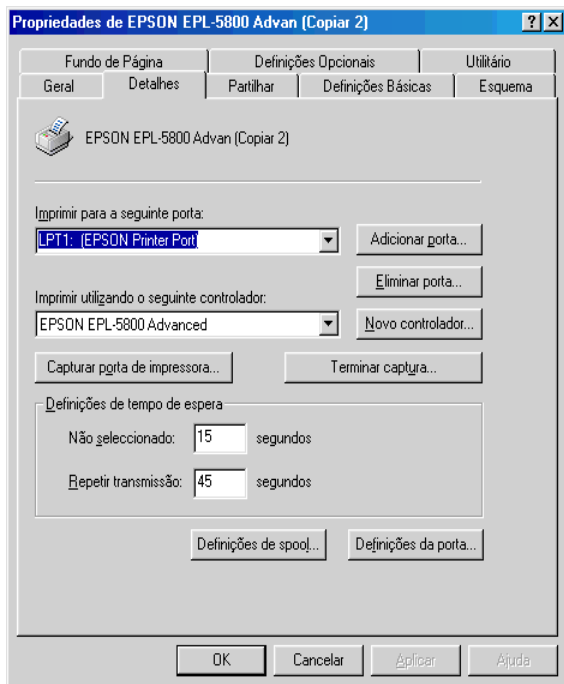 Propriedades de EPSON EPL-5800 Advan (Copiar 2)
Fundo de Página Definições Opcionais Utilitário
Geral Detalhes Partilhar Definições Básicas Esquema
EPSON EPL-5800 Advan (Copiar 2)
Imprimir para a seguinte porta:
LPT1: (EPSON Printer Port) Adicionar porta...
Eliminar porta...
Imprimir utilizando o seguinte controlador:
EPSON EPL-5800 Advanced Novo controlador...
Capturar porta de impressora... Terminar captura...
Definições de tempo de espera
Não seleccionado: 15 segundos
Repetir transmissão: 45 segundos
Definições de spool... Definições da porta...
OK Cancelar Aplicar Ajuda